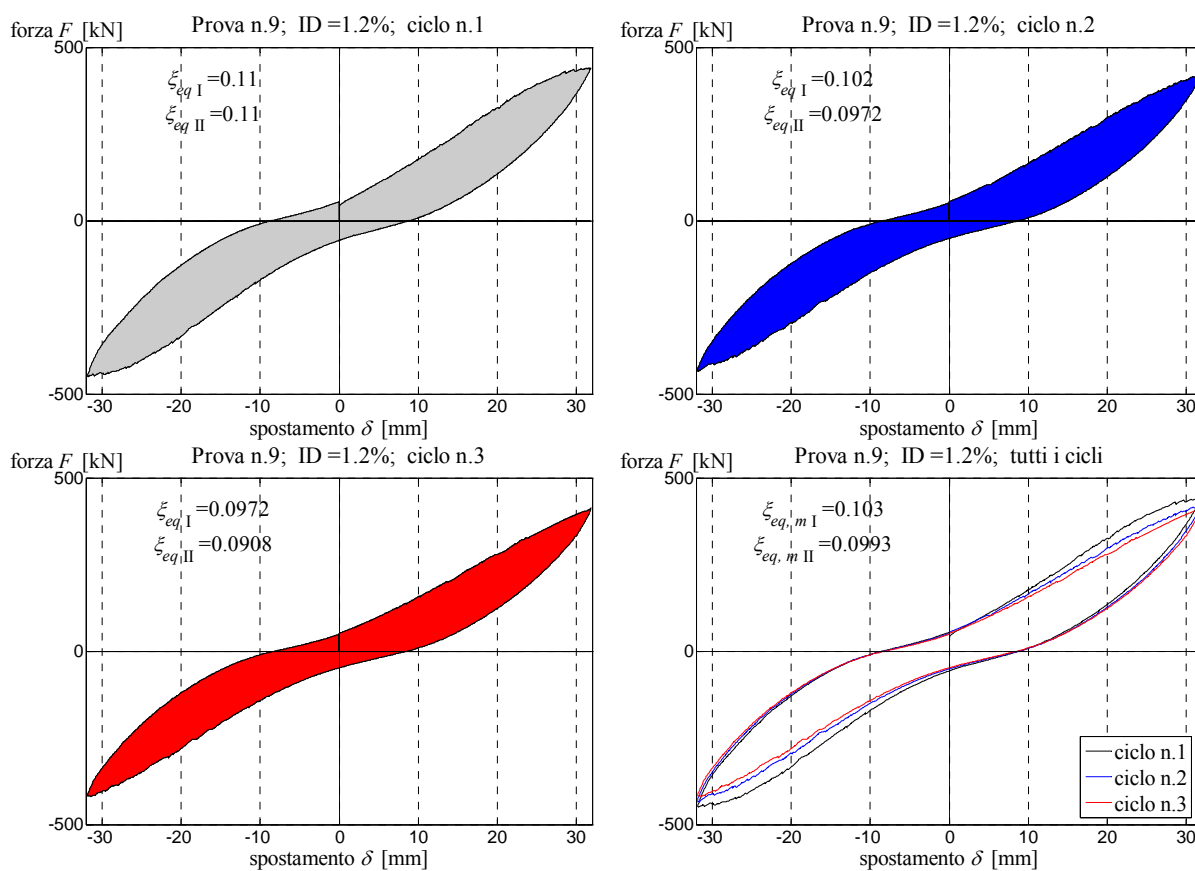 forza F [kN]
Prova n.9; ID =1.2%; ciclo n.1
500
0
-500
ξeq I =0.11
ξeq II =0.11
-30 -20 -10 0 10 20 30
spostamento δ [mm]
forza F [kN]
Prova n.9; ID =1.2%; ciclo n.2
500
0
-500
ξeq I =0.102
ξeq II =0.0972
-30 -20 -10 0 10 20 30
spostamento δ [mm]
forza F [kN]
Prova n.9; ID =1.2%; ciclo n.3
500
0
-500
ξeq I =0.0972
ξeq II =0.0908
-30 -20 -10 0 10 20 30
spostamento δ [mm]
forza F [kN]
Prova n.9; ID =1.2%; tutti i cicli
500
0
-500
ξeq, m I =0.103
ξeq, m II =0.0993
ciclo n.1
ciclo n.2
ciclo n.3
-30 -20 -10 0 10 20 30
spostamento δ [mm]